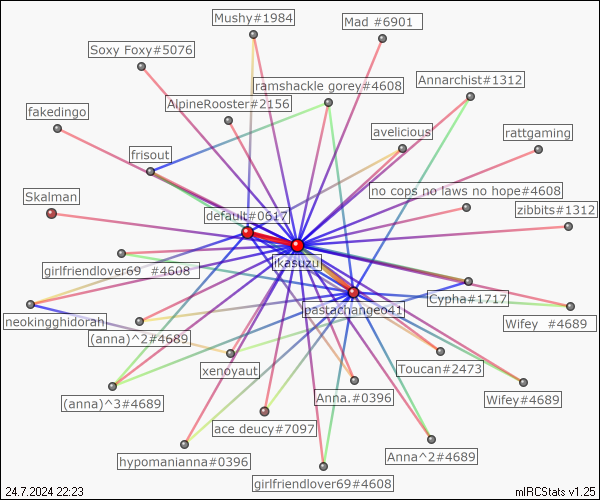 Mushy#1984
Mad #6901
Soxy Foxy#5076
ramshackle gorey#4608
Annarchist#1312
AlpineRooster#2156
fakedingo
avelicious
rattgaming
frisout
Skalman
no cops no laws no hope#4608
default#0617
zibbits#1312
jkasuzu
girlfriendlover69 #4608
Cypha#1717
pastachangeo41
neokingghidorah
Wifey #4689
(anna)^2#4689
xenoyaut
Toucan#2473
Anna.#0396
Wifey#4689
(anna)^3#4689
ace deucy#7097
Anna^2#4689
hypomanianna#0396
girlfriendlover69#4608
24.7.2024 22:23
mIRCStats v1.25